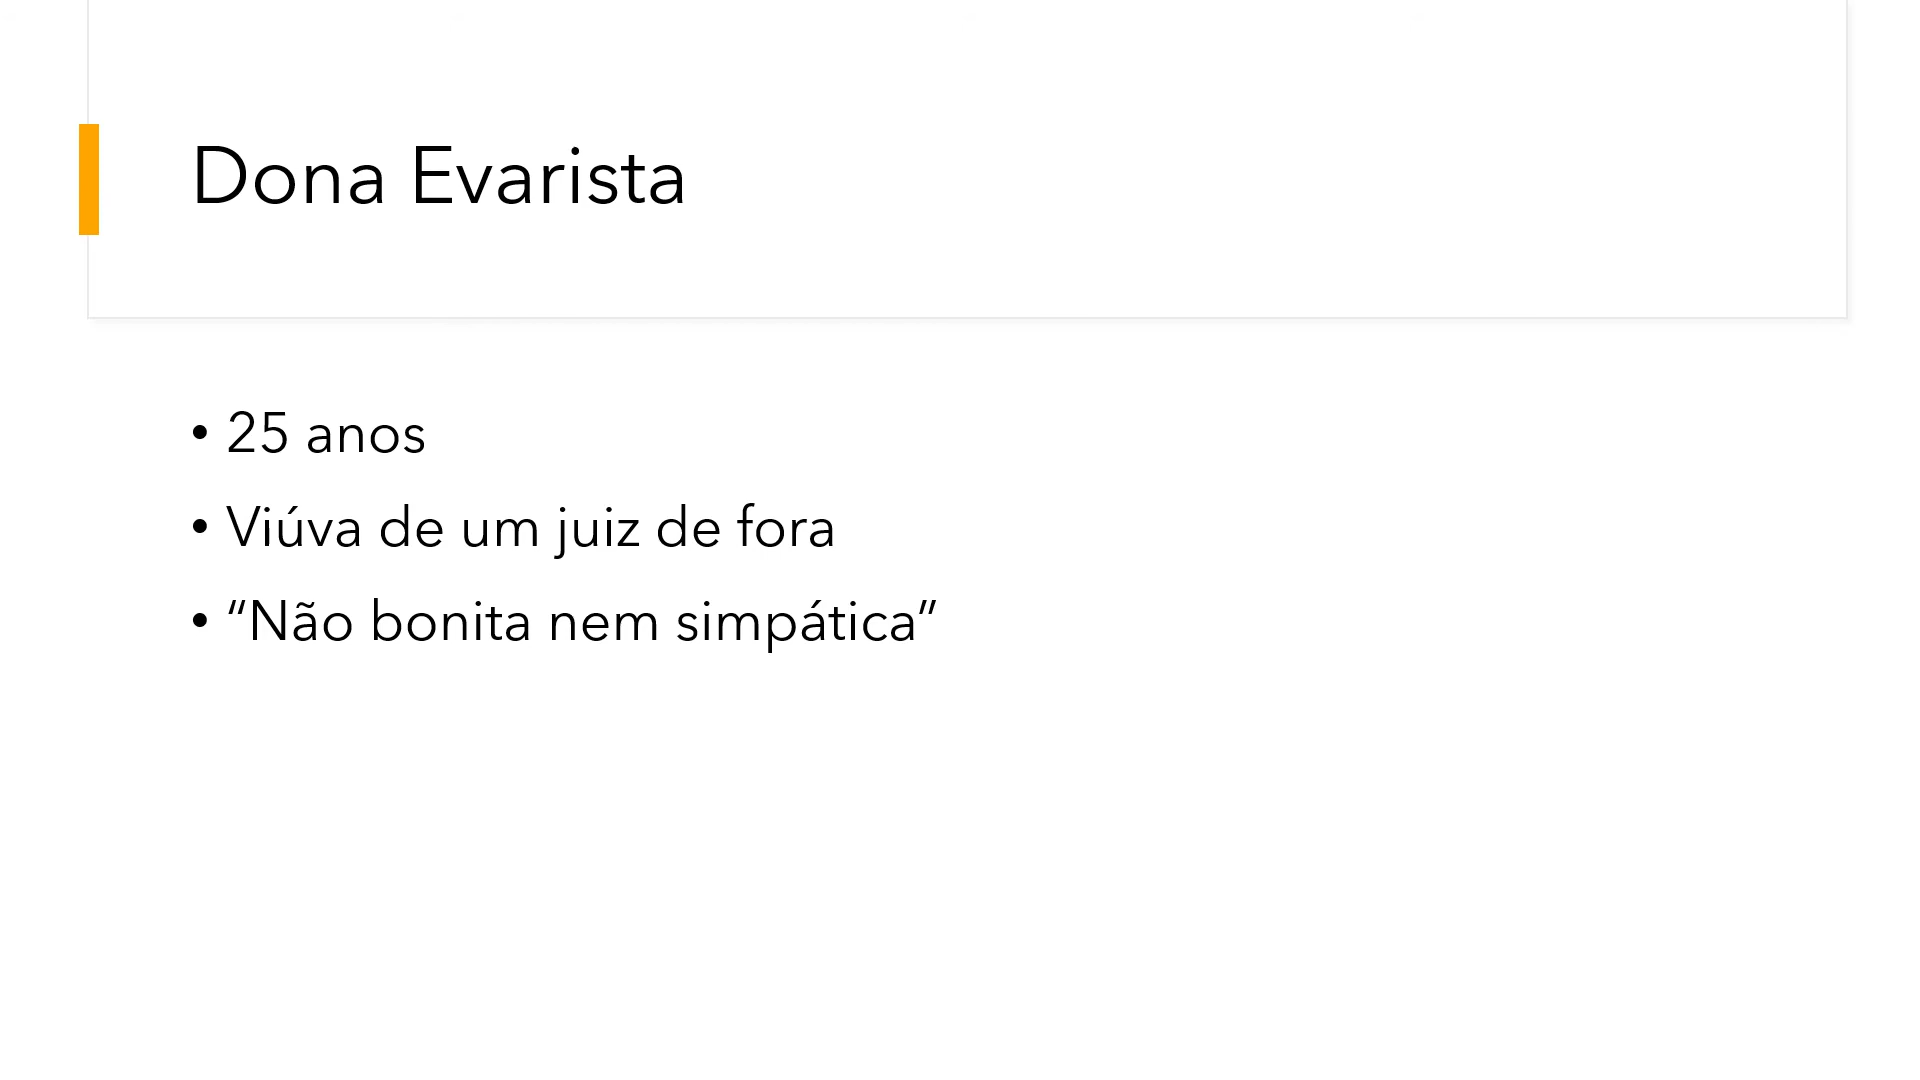 Dona Evarista
• 25 anos
• Viúva de um juiz de fora
• “Não bonita nem simpática”